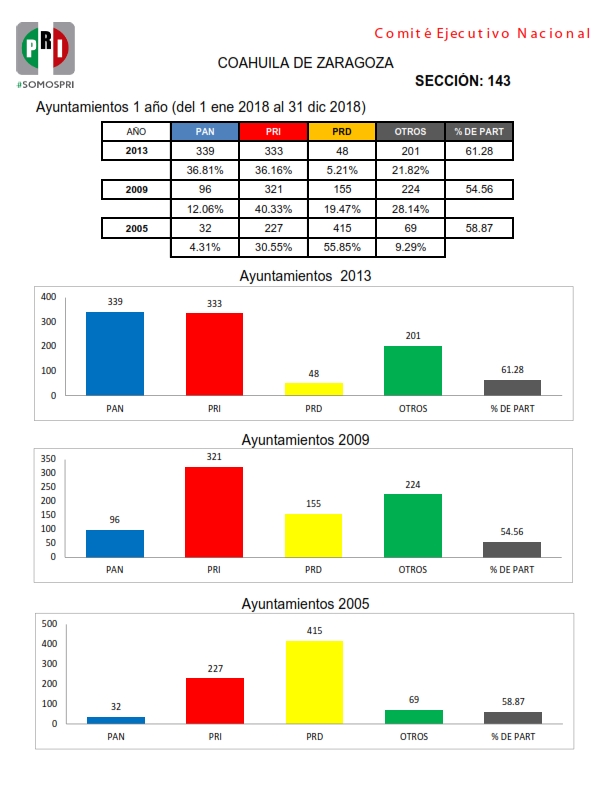 Comité Ejecutivo Nacional
PRI
#SOMOSPRI
COAHUILA DE ZARAGOZA
SECCIÓN: 143
Ayuntamientos 1 año (del 1 ene 2018 al 31 dic 2018)
AÑO PAN PRI PRD OTROS % DE PART
2013 339 333 48 201 61.28
36.81% 36.16% 5.21% 21.82%
2009 96 321 155 224 54.56
12.06% 40.33% 19.47% 28.14%
2005 32 227 415 69 58.87
4.31% 30.55% 55.85% 9.29%
Ayuntamientos 2013
400
300
200
100
0
339 333 48 201 61.28
PAN PRI PRD OTROS % DE PART
Ayuntamientos 2009
350
300
250
200
150
100
50
0
96 321 155 224 54.56
PAN PRI PRD OTROS % DE PART
Ayuntamientos 2005
500
400
300
200
100
0
32 227 415 69 58.87
PAN PRI PRD OTROS % DE PART